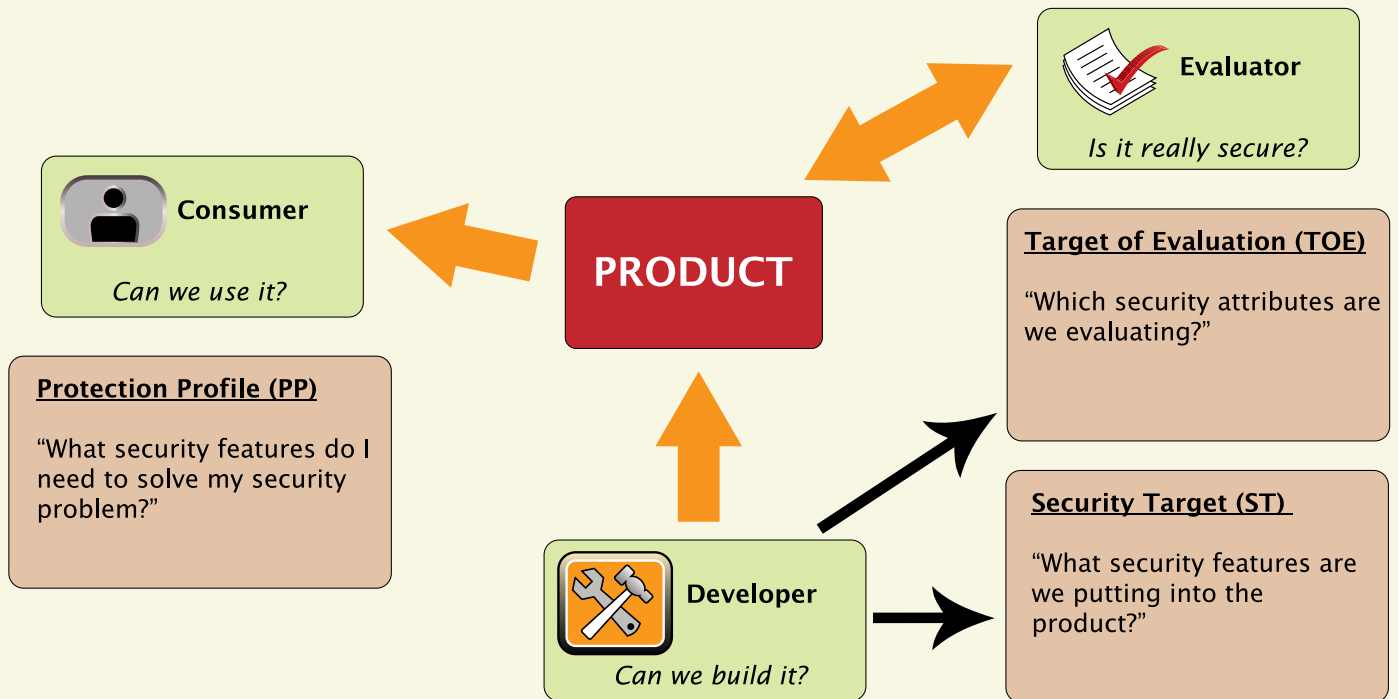 Evaluator
Is it really secure?
Consumer
Can we use it?
PRODUCT
Target of Evaluation (TOE)
“Which security attributes are
we evaluating?”
Protection Profile (PP)
“What security features do I
need to solve my security
problem?”
Security Target (ST)
“What security features are
we putting into the
product?”
Developer
Can we build it?